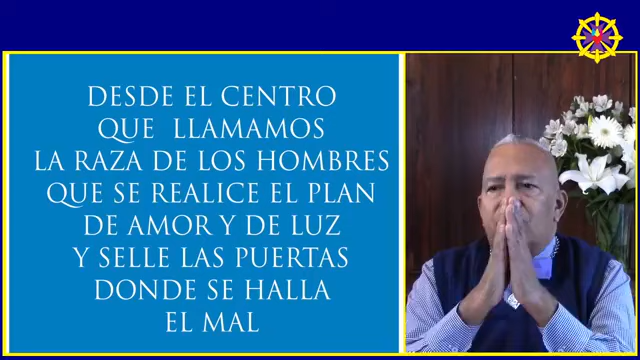 DESDE EL CENTRO
QUE LLAMAMOS
LA RAZA DE LOS HOMBRES
QUE SE REALICE EL PLAN
DE AMOR Y DE LUZ
Y SELLE LAS PUERTAS
DONDE SE HALLA
EL MAL